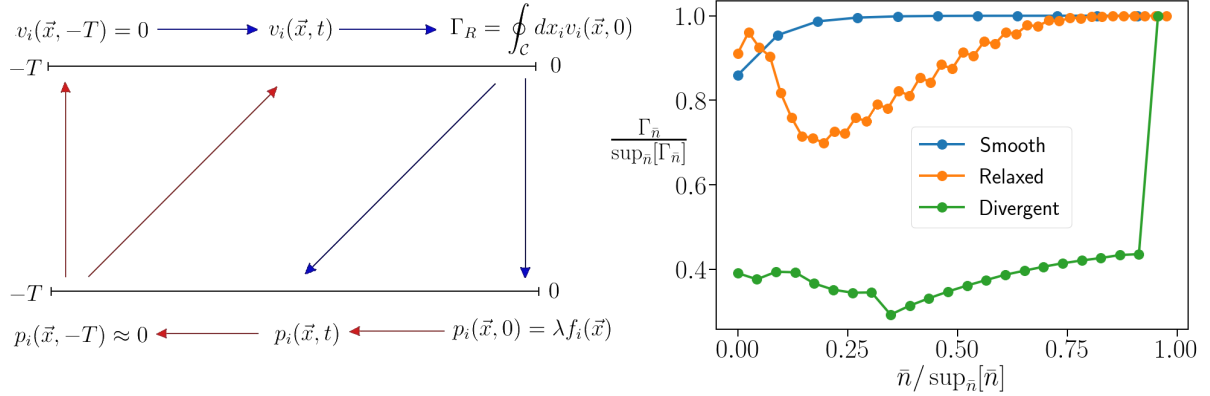 $v_i(\vec{x}, -T) = 0$ $v_i(\vec{x}, t)$ $\Gamma_R = \oint_{\mathcal{C}} dx_i v_i(\vec{x}, 0)$
$-T$ 0
$-T$ 0
$p_i(\vec{x}, -T) \approx 0$ $p_i(\vec{x}, t)$ $p_i(\vec{x}, 0) = \lambda f_i(\vec{x})$
$\frac{\Gamma_{\bar{n}}}{\sup_{\bar{n}}[\Gamma_{\bar{n}}]}$
1.0
0.8
0.6
0.4
Smooth
Relaxed
Divergent
0.00 0.25 0.50 0.75 1.00
$\bar{n}/\sup_{\bar{n}}[\bar{n}]$